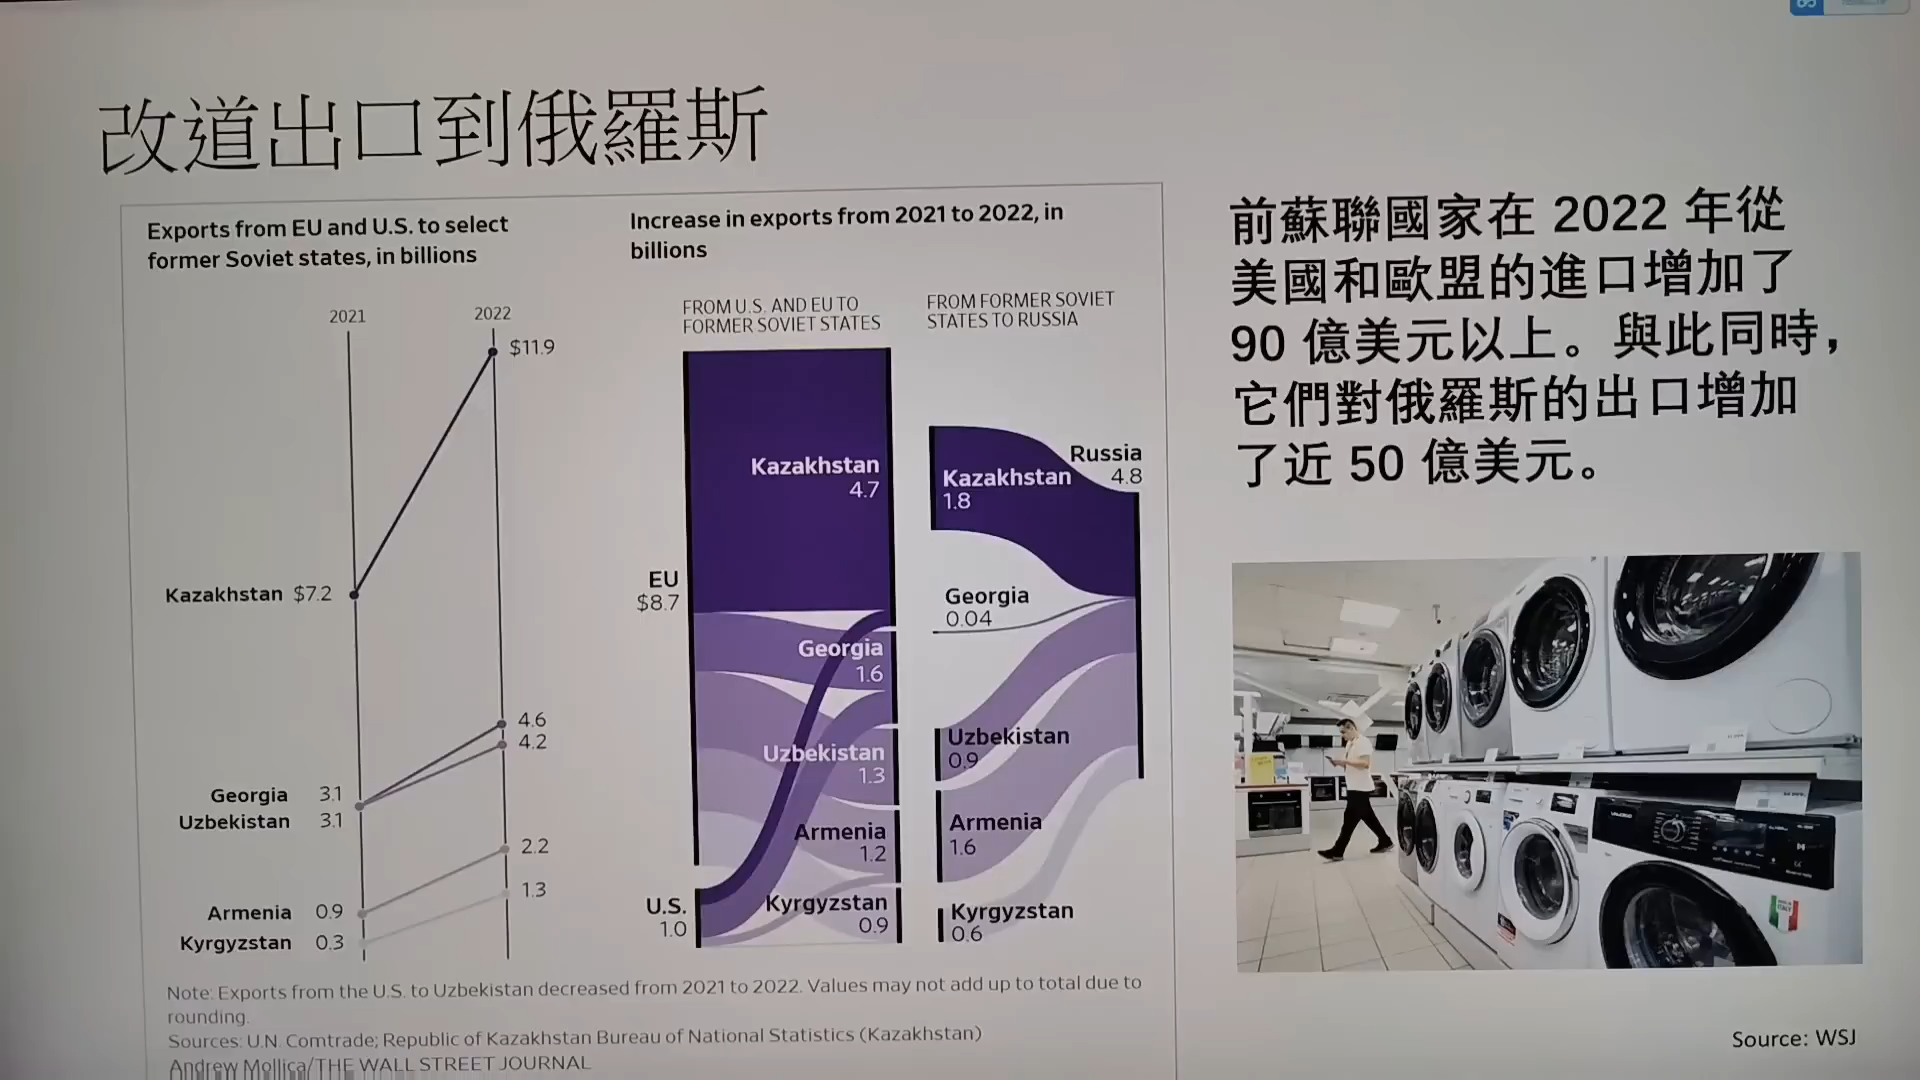 改道出口到俄羅斯
Exports from EU and U.S. to select
former Soviet states, in billions
2021
2022
$11.9
Kazakhstan $7.2
4.6
4.2
Georgia 3.1
Uzbekistan 3.1
2.2
1.3
Armenia 0.9
Kyrgyzstan 0.3
Increase in exports from 2021 to 2022, in
billions
FROM U.S. AND EU TO
FORMER SOVIET STATES
FROM FORMER SOVIET
STATES TO RUSSIA
EU
$8.7
U.S.
1.0
Kazakhstan
4.7
Georgia
1.6
Uzbekistan
1.3
Armenia
1.2
Kyrgyzstan
0.9
Kazakhstan
1.8
Russia
4.8
Georgia
0.04
Uzbekistan
0.9
Armenia
1.6
Kyrgyzstan
0.6
Note: Exports from the U.S. to Uzbekistan decreased from 2021 to 2022. Values may not add up to total due to
rounding.
Sources: U.N. Comtrade; Republic of Kazakhstan Bureau of National Statistics (Kazakhstan)
Andrew Mollica/THE WALL STREET JOURNAL
前蘇聯國家在 2022 年從
美國和歐盟的進口增加了
90 億美元以上。與此同時，
它們對俄羅斯的出口增加
了近 50 億美元。
Source: WSJ